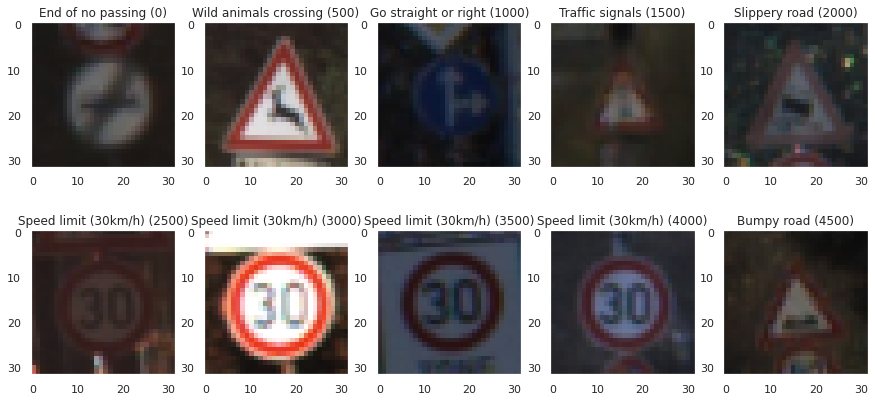 End of no passing (0) Wild animals crossing (500) Go straight or right (1000) Traffic signals (1500) Slippery road (2000)
0 0 0 0 0
10 10 10 10 10
20 20 20 20 20
30 30 30 30 30
0 10 20 30 0 10 20 30 0 10 20 30 0 10 20 30 0 10 20 30
Speed limit (30km/h) (2500) Speed limit (30km/h) (3000) Speed limit (30km/h) (3500) Speed limit (30km/h) (4000) Bumpy road (4500)
0 0 0 0 0
10 10 10 10 10
30 30 30 30
20 20 20 20 20
30 30 30 30 30
0 10 20 30 0 10 20 30 0 10 20 30 0 10 20 30 0 10 20 30